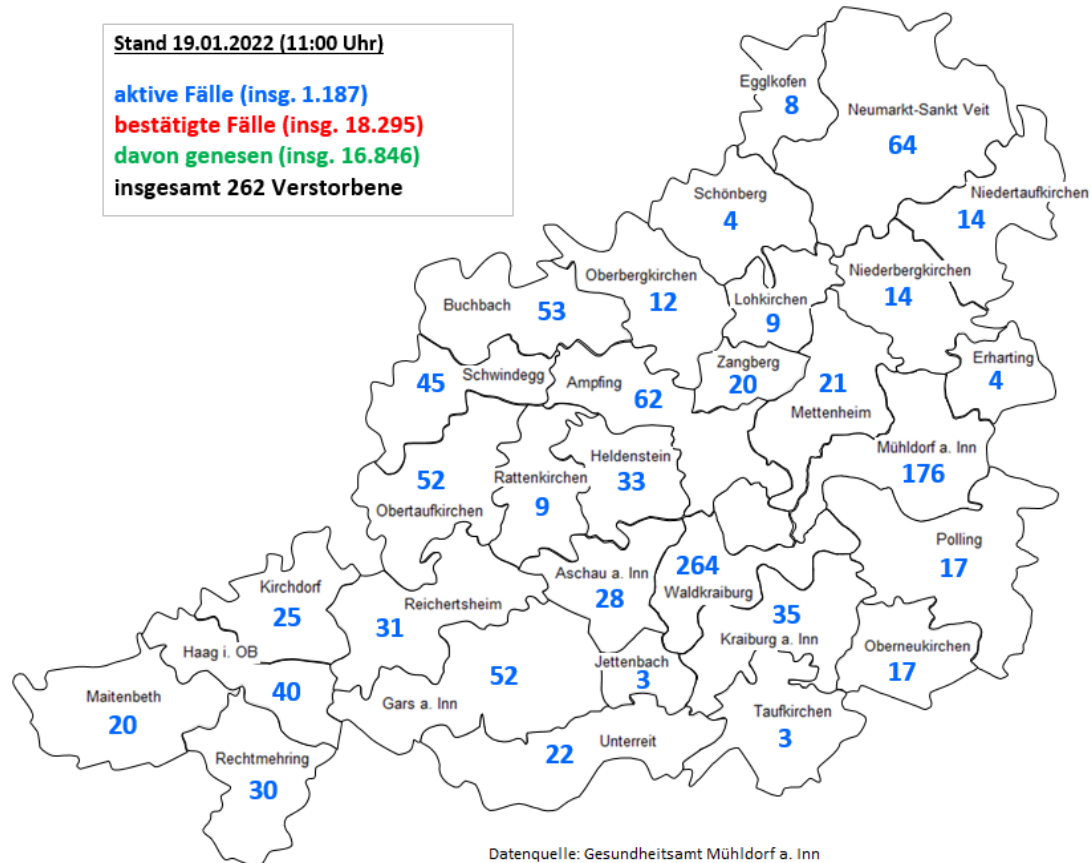 Stand 19.01.2022 (11:00 Uhr)
aktive Fälle (insg. 1.187)
bestätigte Fälle (insg. 18.295)
davon genesen (insg. 16.846)
insgesamt 262 Verstorbene
Egglkofen
8
Neumarkt-Sankt Veit
64
Schönberg
4
Niedertaufkirchen
14
Oberbergkirchen
12
Niederbergkirchen
14
Buchbach
53
Lohkirchen
9
Erharting
4
Schwindegg
45
Ampfing
62
Zangberg
20
21
Mettenheim
Mühldorf a. Inn
176
52
Obertaufkirchen
Rattenkirchen
9
Heldenstein
33
Polling
17
Kirchdorf
25
Reichertsheim
31
Aschau a. Inn
28
264
Waldkraiburg
35
Kraiburg a. Inn
Oberneukirchen
17
Haag i. OB
40
Maitenbeth
20
Gars a. Inn
52
Jettenbach
3
Taufkirchen
3
Rechtmehring
30
Unterreit
22
Datenquelle: Gesundheitsamt Mühldorf a. Inn